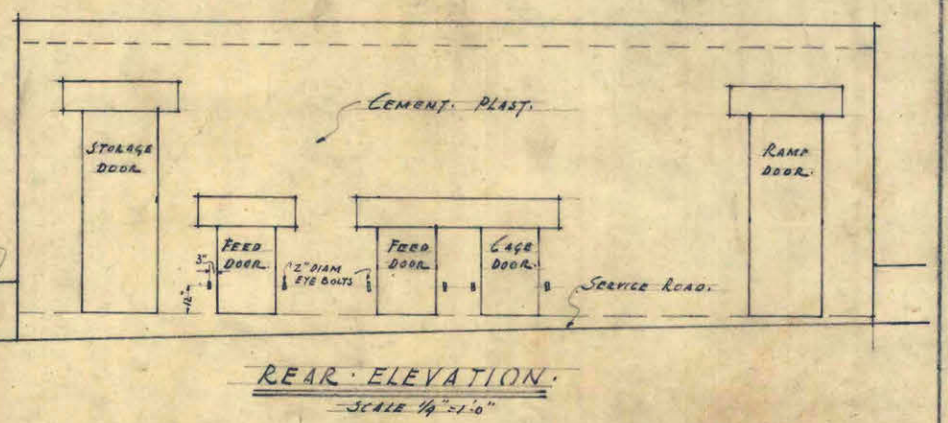 CEMENT. PLAST.
STORAGE
DOOR
RAMP
DOOR.
FEED
DOOR
FEED
DOOR
CAGE
DOOR.
3"
2" DIAM
EYE BOLTS
12"
SERVICE ROAD.
REAR · ELEVATION.
SCALE 1/4" = 1'-0"